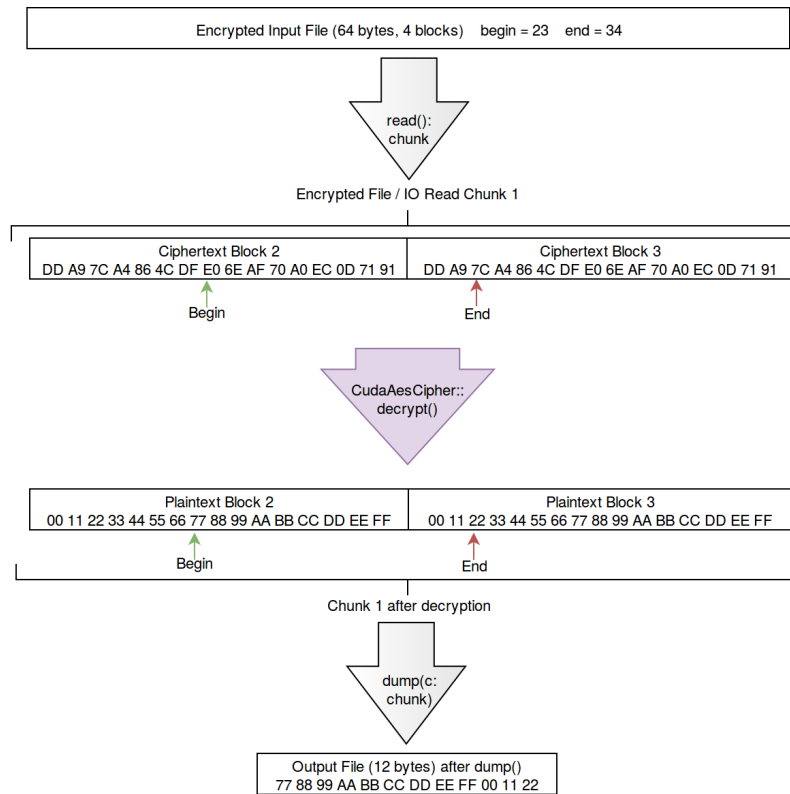 Encrypted Input File (64 bytes, 4 blocks) begin = 23 end = 34
read():
chunk
Encrypted File / IO Read Chunk 1
Ciphertext Block 2
DD A9 7C A4 86 4C DF E0 6E AF 70 A0 EC 0D 71 91
Ciphertext Block 3
DD A9 7C A4 86 4C DF E0 6E AF 70 A0 EC 0D 71 91
Begin
End
CudaAesCipher::
decrypt()
Plaintext Block 2
00 11 22 33 44 55 66 77 88 99 AA BB CC DD EE FF
Plaintext Block 3
00 11 22 33 44 55 66 77 88 99 AA BB CC DD EE FF
Begin
End
Chunk 1 after decryption
dump(c:
chunk)
Output File (12 bytes) after dump()
77 88 99 AA BB CC DD EE FF 00 11 22